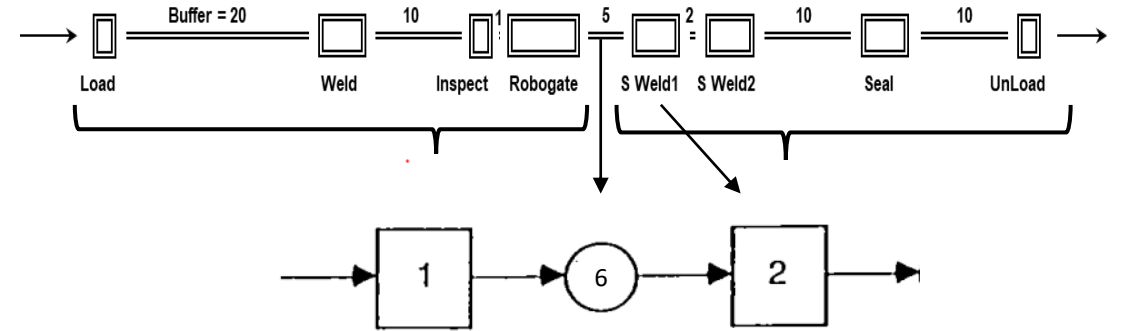 Buffer = 20 10 1 5 2 10 10
Load Weld Inspect Robogate S Weld1 S Weld2 Seal UnLoad
1 6 2